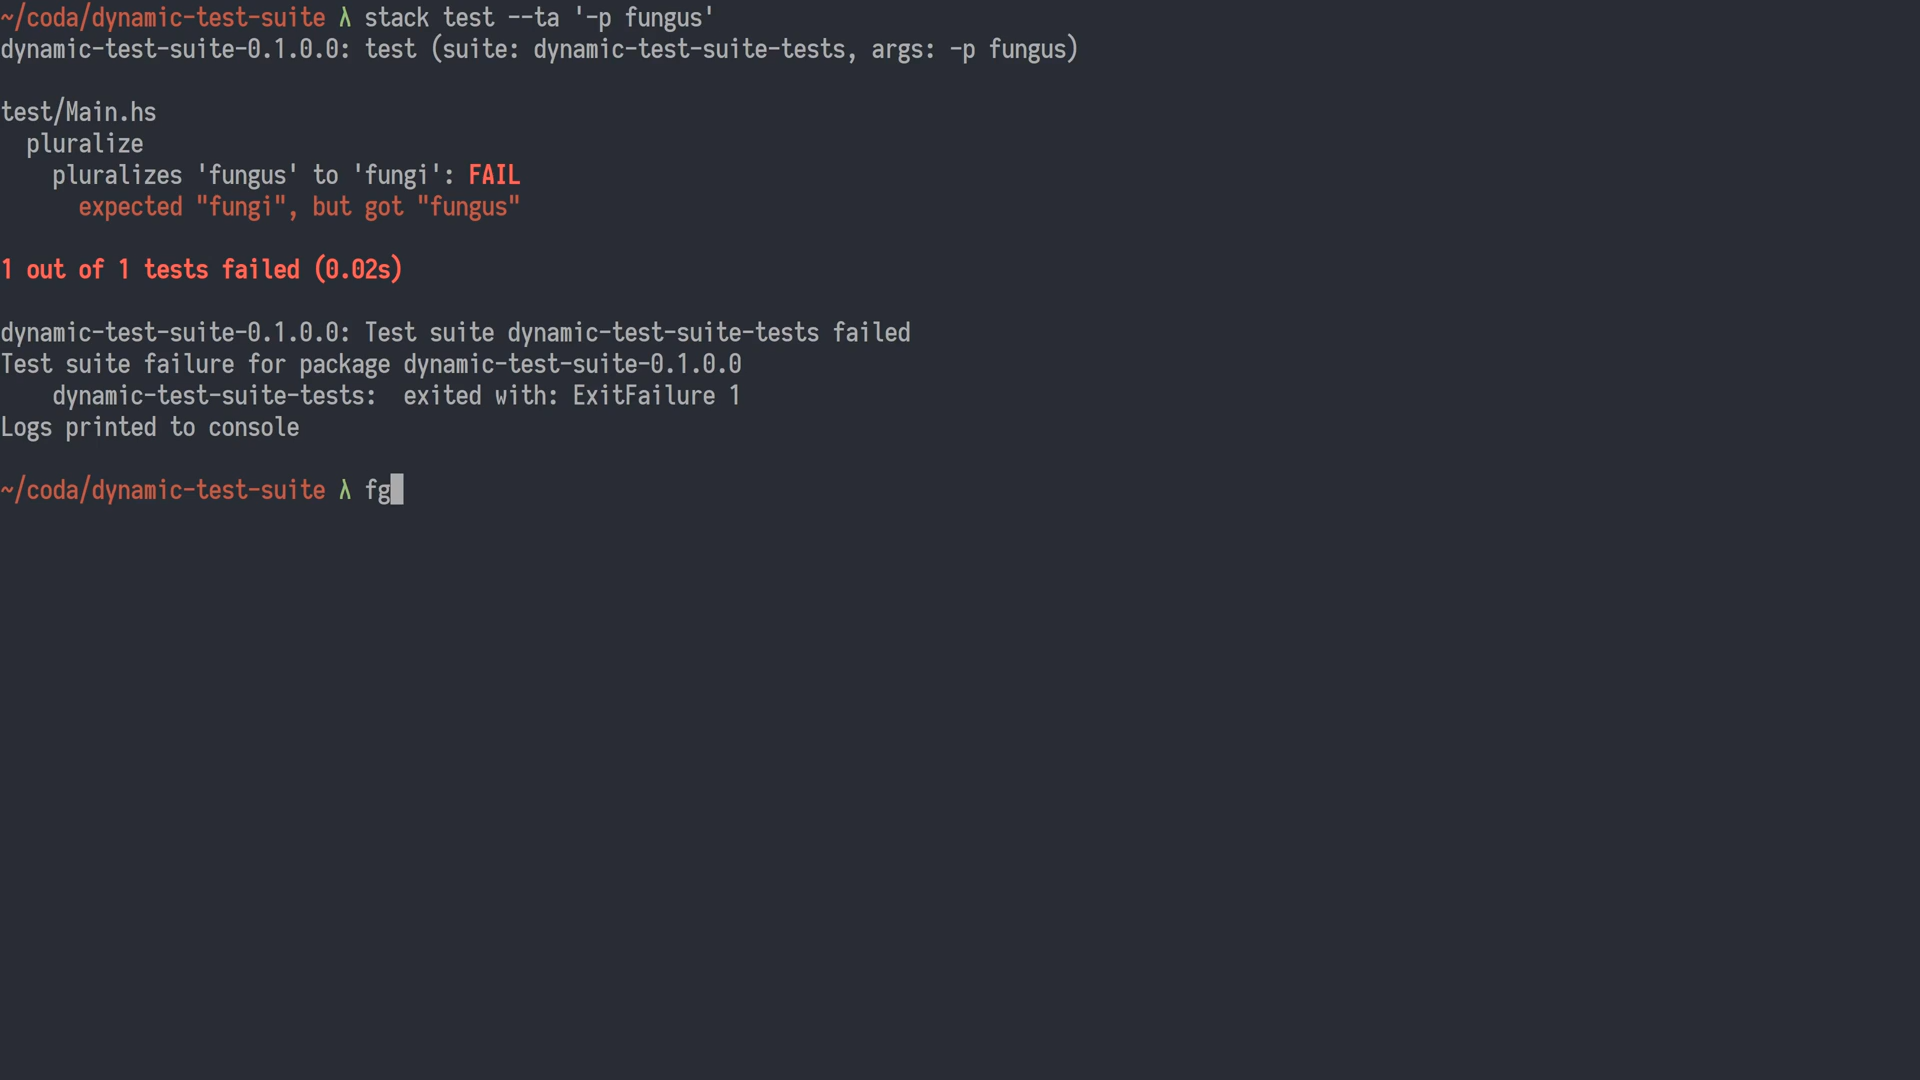 ~/coda/dynamic-test-suite λ stack test --ta '-p fungus'
dynamic-test-suite-0.1.0.0: test (suite: dynamic-test-suite-tests, args: -p fungus)
test/Main.hs
pluralize
pluralizes 'fungus' to 'fungi': FAIL
expected "fungi", but got "fungus"
1 out of 1 tests failed (0.02s)
dynamic-test-suite-0.1.0.0: Test suite dynamic-test-suite-tests failed
Test suite failure for package dynamic-test-suite-0.1.0.0
dynamic-test-suite-tests:  exited with: ExitFailure 1
Logs printed to console
~/coda/dynamic-test-suite λ fg